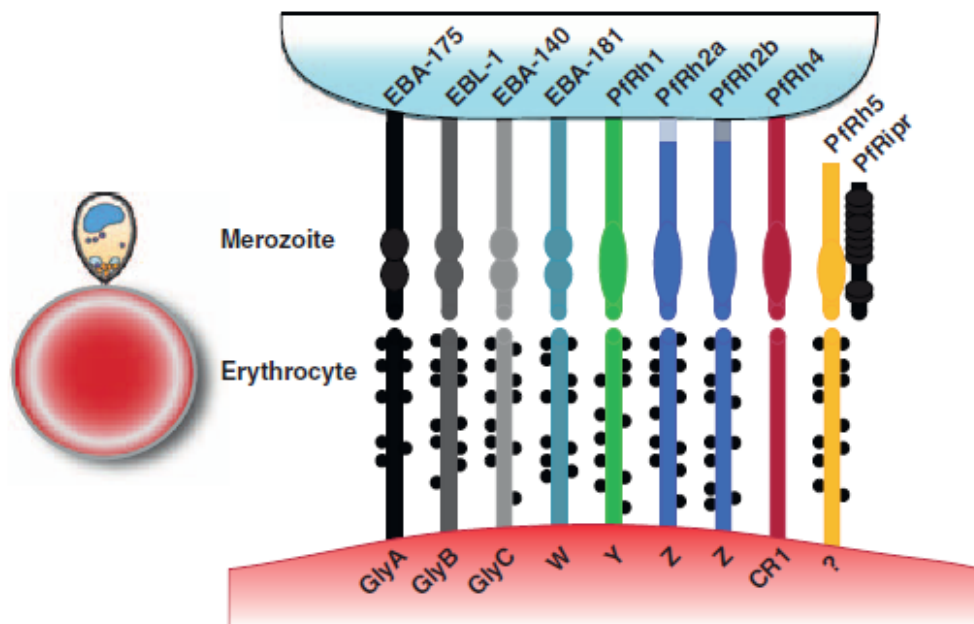 EBA-175
EBL-1
EBA-140
EBA-181
PfRh1
PfRh2a
PfRh2b
PfRh4
PfRh5
PfRipr
Merozoite
Erythrocyte
GlyA
GlyB
GlyC
W
Y
Z
Z
CR1
?